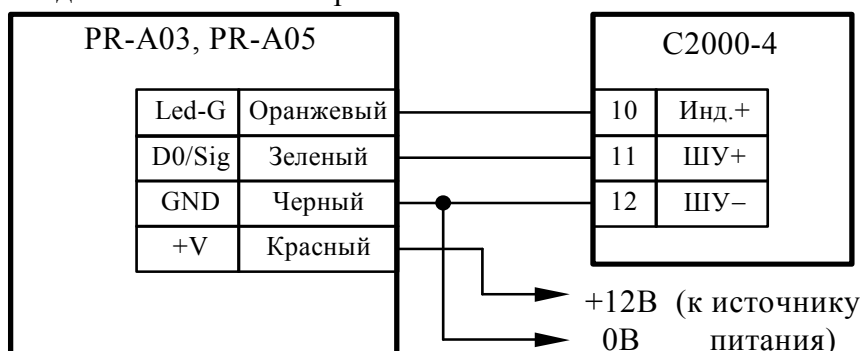 PR-A03, PR-A05
C2000-4
Led-G Оранжевый 10 Инд.+
D0/Sig Зеленый 11 ШУ+
GND Черный 12 ШУ−
+V Красный
+12В (к источнику
0В питания)